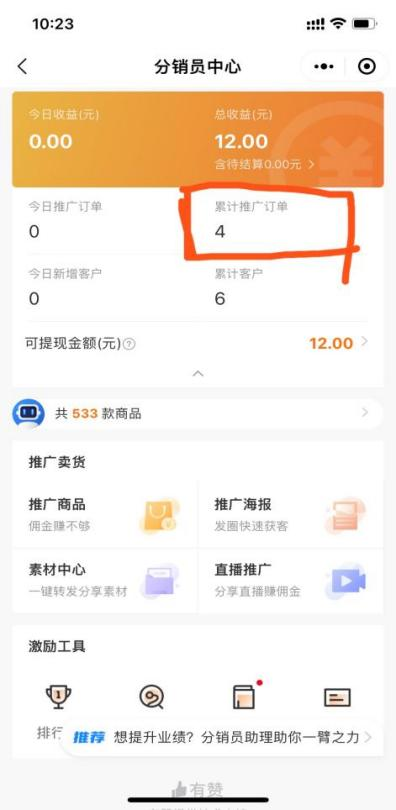 10:23
分销员中心
今日收益(元) 总收益(元)
0.00 12.00
含待结算0.00元
今日推广订单 累计推广订单
0 4
今日新增客户 累计客户
0 6
可提现金额(元) 12.00
共 533 款商品
推广卖货
推广商品 推广海报
佣金赚不够 发圈快速获客
素材中心 直播推广
一键转发分享素材 分享直播赚佣金
激励工具
排行
推荐 想提升业绩？分销员助理助你一臂之力
有赞